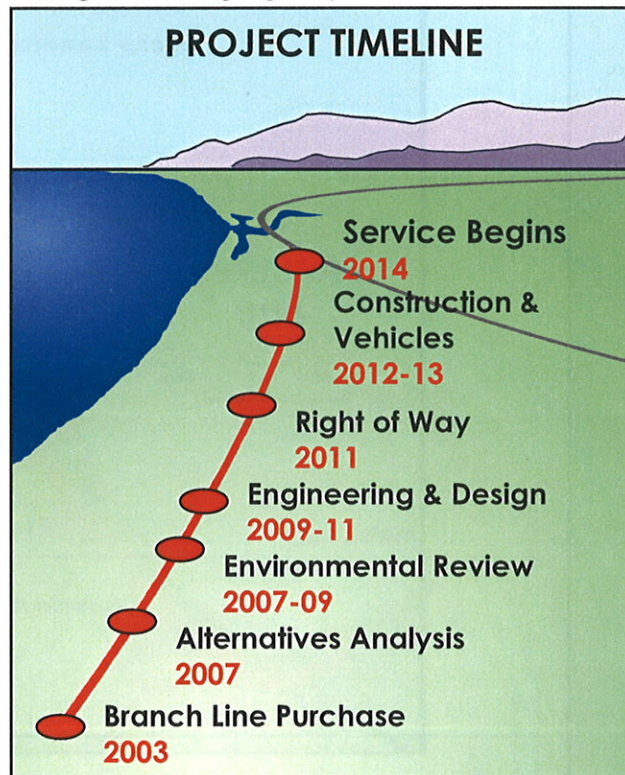 PROJECT TIMELINE
Service Begins
2014
Construction &
Vehicles
2012-13
Right of Way
2011
Engineering & Design
2009-11
Environmental Review
2007-09
Alternatives Analysis
2007
Branch Line Purchase
2003